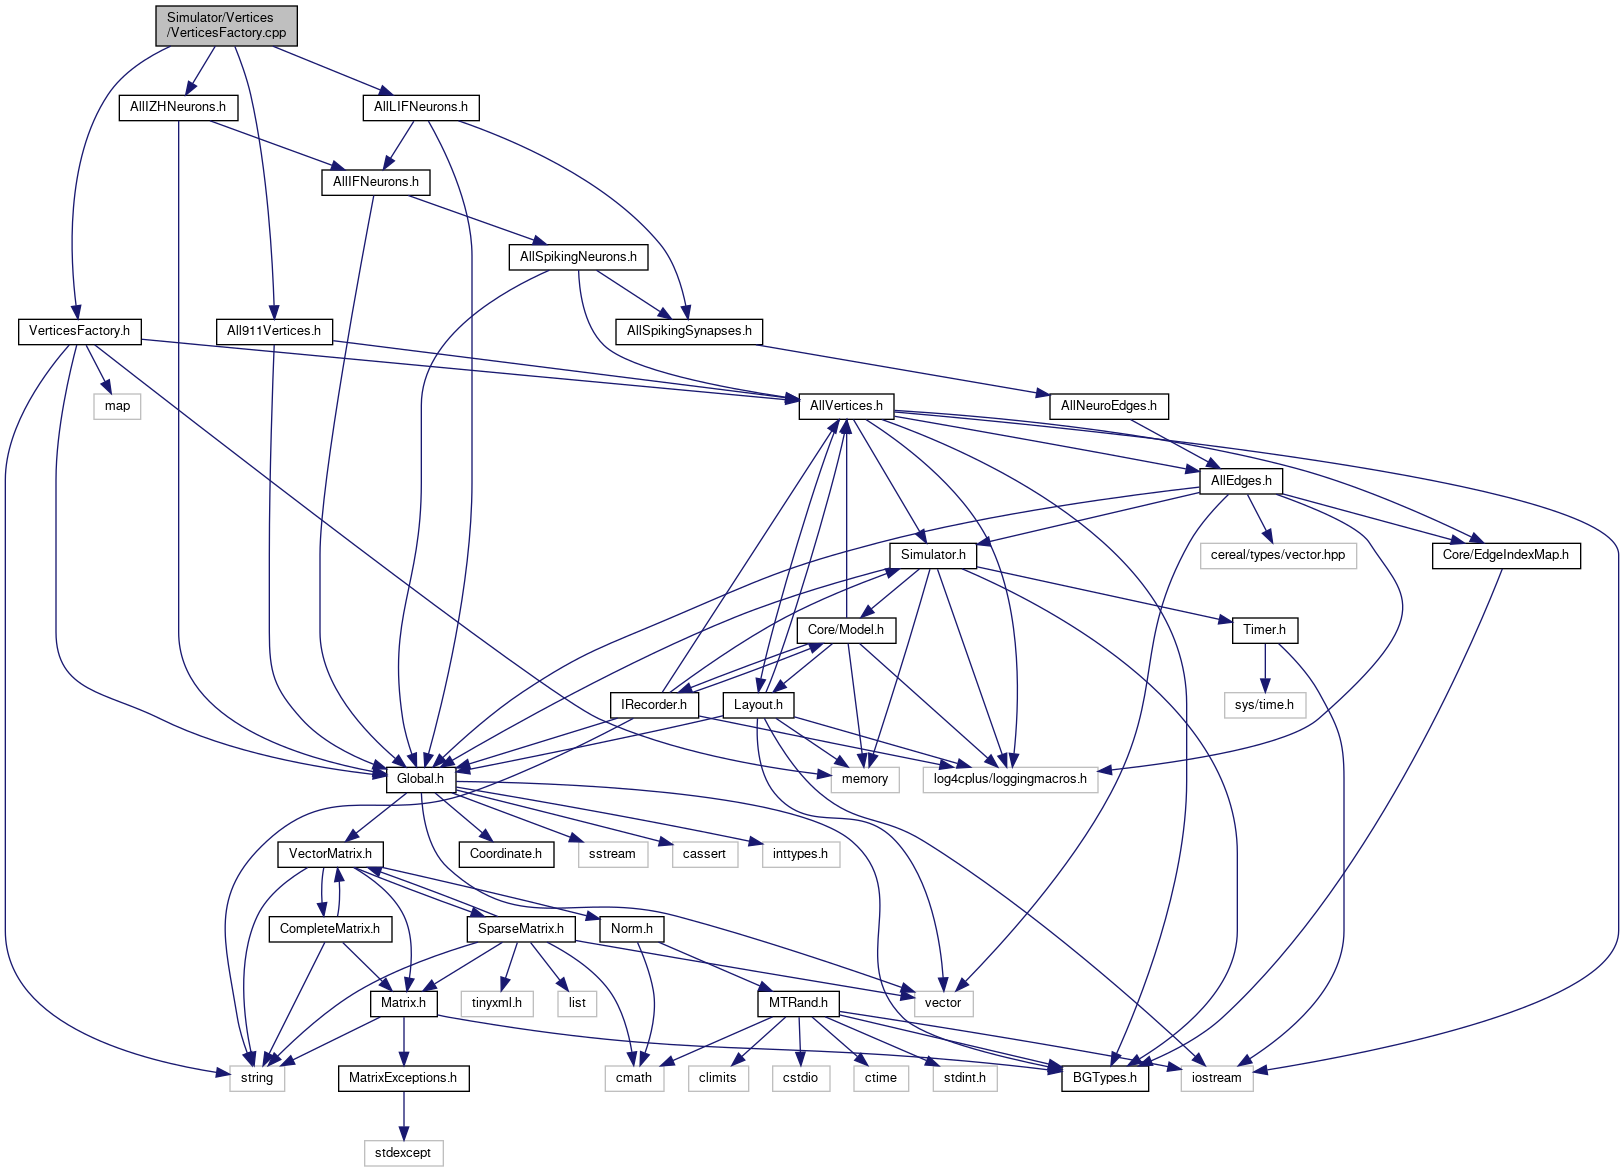 Simulator/Vertices
/VerticesFactory.cpp
AllIZHNeurons.h
AllLIFNeurons.h
AllIFNeurons.h
AllSpikingNeurons.h
VerticesFactory.h
All911Vertices.h
AllSpikingSynapses.h
map
AllVertices.h
AllNeuroEdges.h
AllEdges.h
Simulator.h
cereal/types/vector.hpp
Core/EdgeIndexMap.h
Core/Model.h
Timer.h
IRecorder.h
Layout.h
sys/time.h
Global.h
memory
log4cplus/loggingmacros.h
VectorMatrix.h
Coordinate.h
sstream
cassert
inttypes.h
CompleteMatrix.h
SparseMatrix.h
Norm.h
Matrix.h
tinyxml.h
list
MTRand.h
vector
string
MatrixExceptions.h
cmath
climits
cstdio
ctime
stdint.h
BGTypes.h
iostream
stdexcept